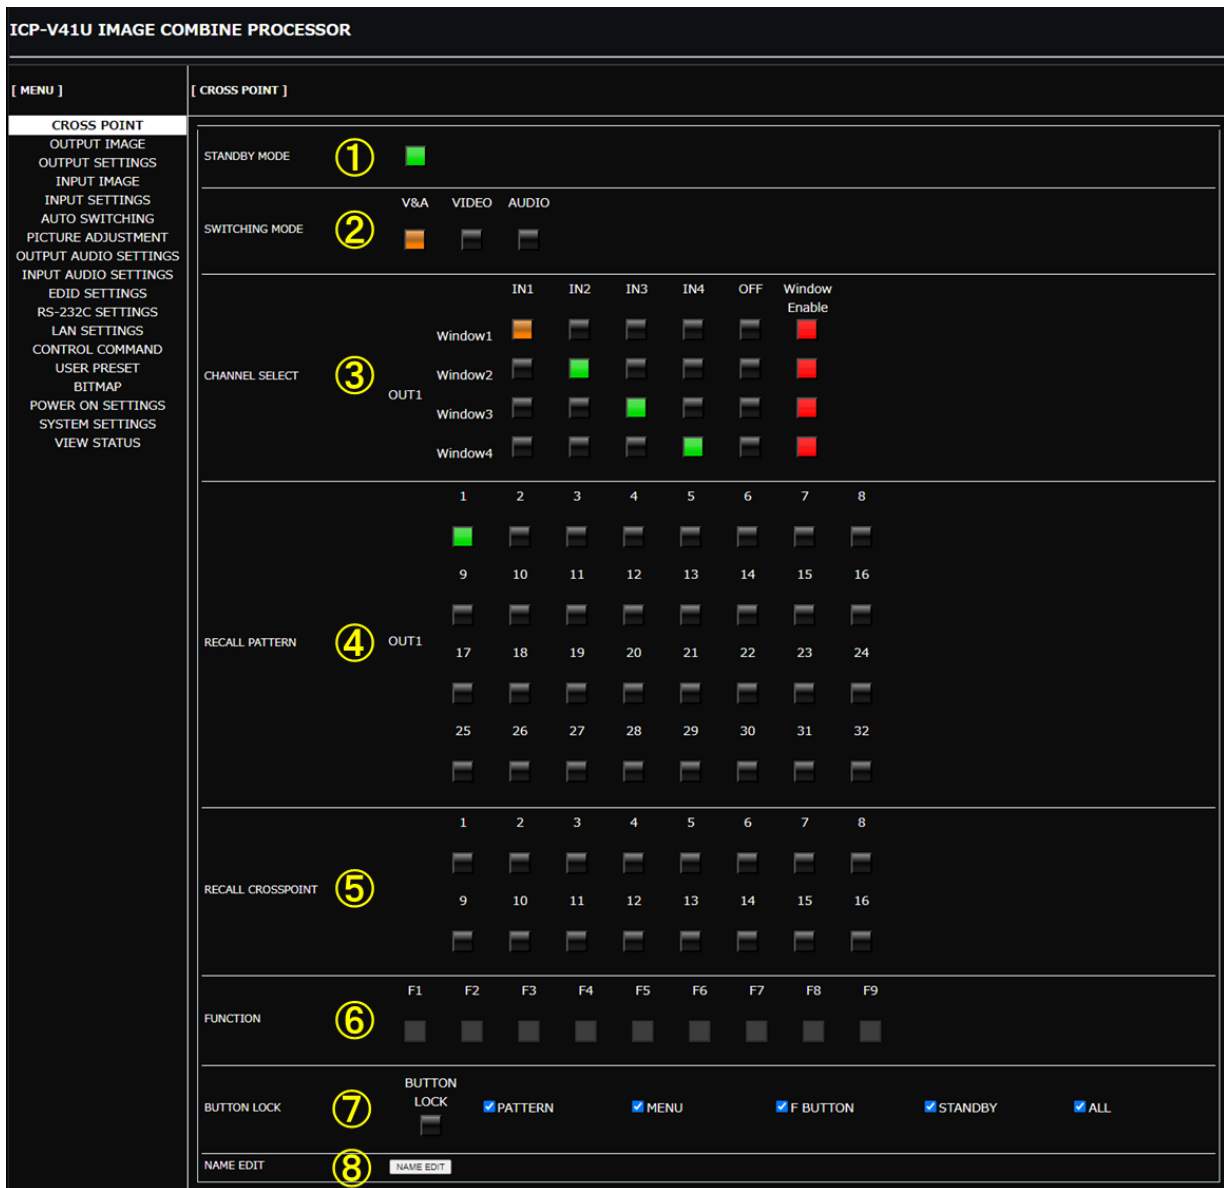 ICP-V41U IMAGE COMBINE PROCESSOR
[ MENU ]
[ CROSS POINT ]
CROSS POINT
OUTPUT IMAGE
OUTPUT SETTINGS
INPUT IMAGE
INPUT SETTINGS
AUTO SWITCHING
PICTURE ADJUSTMENT
OUTPUT AUDIO SETTINGS
INPUT AUDIO SETTINGS
EDID SETTINGS
RS-232C SETTINGS
LAN SETTINGS
CONTROL COMMAND
USER PRESET
BITMAP
POWER ON SETTINGS
SYSTEM SETTINGS
VIEW STATUS
STANDBY MODE ①
V&A VIDEO AUDIO
SWITCHING MODE ②
IN1 IN2 IN3 IN4 OFF Window
Enable
Window1
CHANNEL SELECT ③ Window2
OUT1
Window3
Window4
1 2 3 4 5 6 7 8
9 10 11 12 13 14 15 16
RECALL PATTERN ④ OUT1
17 18 19 20 21 22 23 24
25 26 27 28 29 30 31 32
1 2 3 4 5 6 7 8
RECALL CROSSPOINT ⑤
9 10 11 12 13 14 15 16
F1 F2 F3 F4 F5 F6 F7 F8 F9
FUNCTION ⑥
BUTTON
LOCK
BUTTON LOCK ⑦ PATTERN MENU F BUTTON STANDBY ALL
NAME EDIT ⑧ NAME EDIT